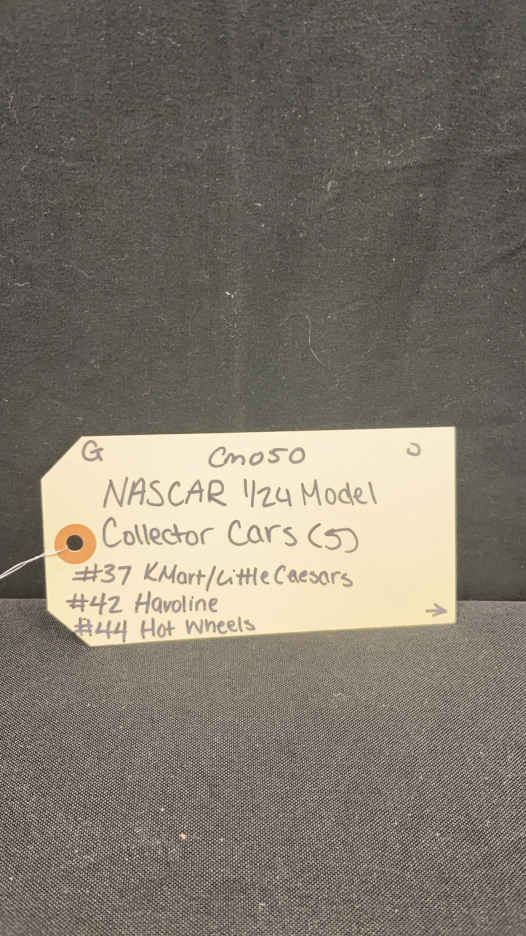 G Cm050 J
NASCAR 1/24 Model
Collector Cars (5)
#37 KMart/Little Caesars
#42 Havoline
#44 Hot Wheels →